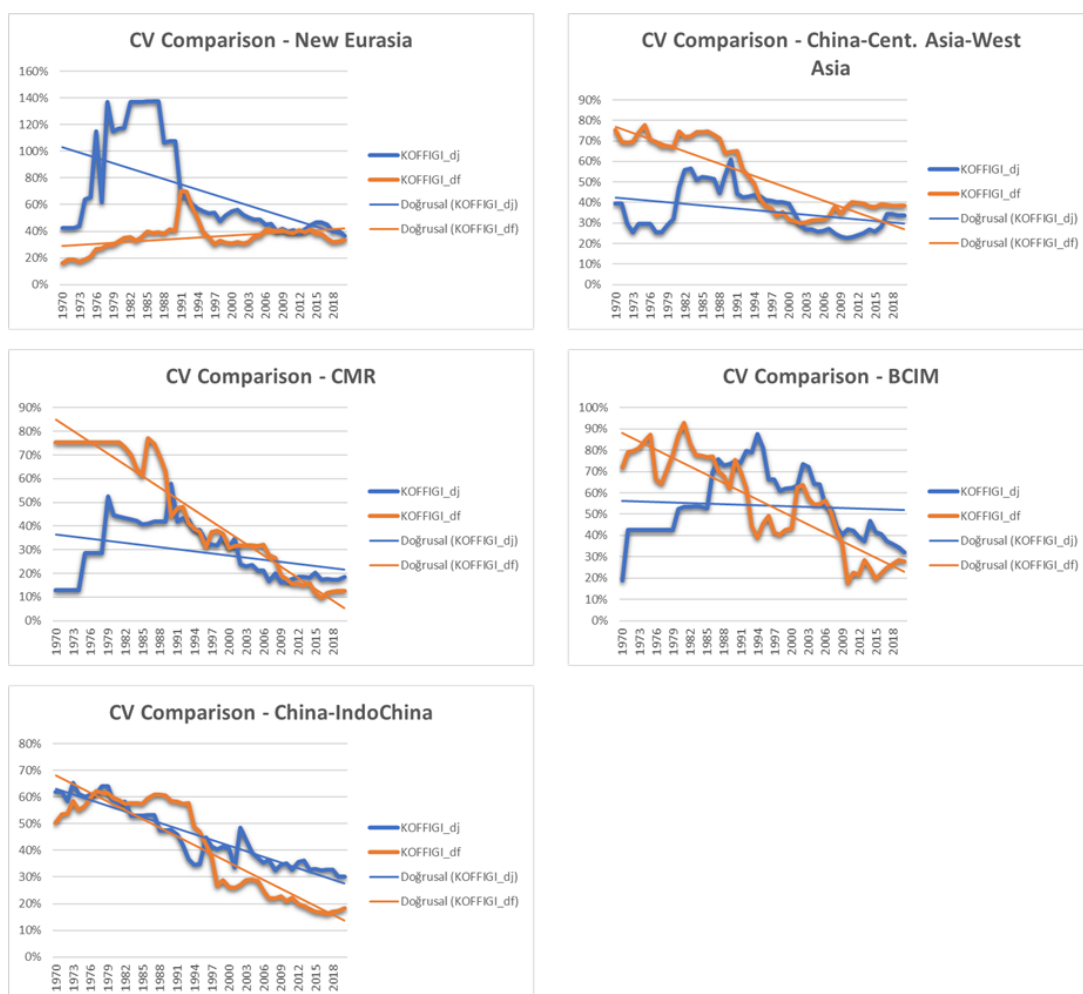 CV Comparison - New Eurasia
160%
140%
120%
100%
80%
60%
40%
20%
0%
1970 1973 1976 1979 1982 1985 1988 1991 1994 1997 2000 2003 2006 2009 2012 2015 2018
KOFFIGI_dj
KOFFIGI_df
Doğrusal (KOFFIGI_dj)
Doğrusal (KOFFIGI_df)
CV Comparison - China-Cent. Asia-West
Asia
90%
80%
70%
60%
50%
40%
30%
20%
10%
0%
1970 1973 1976 1979 1982 1985 1988 1991 1994 1997 2000 2003 2006 2009 2012 2015 2018
KOFFIGI_dj
KOFFIGI_df
Doğrusal (KOFFIGI_dj)
Doğrusal (KOFFIGI_df)
CV Comparison - CMR
90%
80%
70%
60%
50%
40%
30%
20%
10%
0%
1970 1973 1976 1979 1982 1985 1988 1991 1994 1997 2000 2003 2006 2009 2012 2015 2018
KOFFIGI_dj
KOFFIGI_df
Doğrusal (KOFFIGI_dj)
Doğrusal (KOFFIGI_df)
CV Comparison - BCIM
100%
90%
80%
70%
60%
50%
40%
30%
20%
10%
0%
1970 1973 1976 1979 1982 1985 1988 1991 1994 1997 2000 2003 2006 2009 2012 2015 2018
KOFFIGI_dj
KOFFIGI_df
Doğrusal (KOFFIGI_dj)
Doğrusal (KOFFIGI_df)
CV Comparison - China-IndoChina
80%
70%
60%
50%
40%
30%
20%
10%
0%
1970 1973 1976 1979 1982 1985 1988 1991 1994 1997 2000 2003 2006 2009 2012 2015 2018
KOFFIGI_dj
KOFFIGI_df
Doğrusal (KOFFIGI_dj)
Doğrusal (KOFFIGI_df)